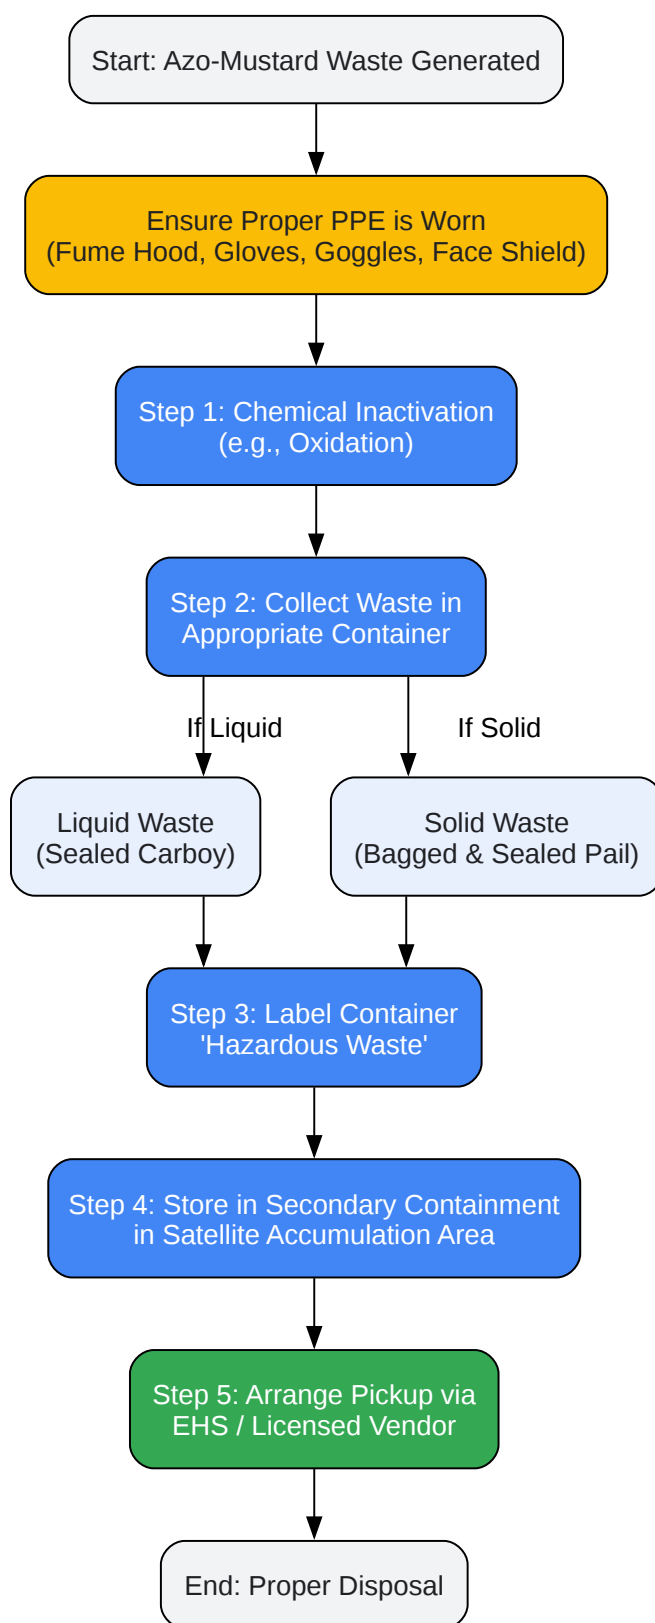 Start: Azo-Mustard Waste Generated
Ensure Proper PPE is Worn
(Fume Hood, Gloves, Goggles, Face Shield)
Step 1: Chemical Inactivation
(e.g., Oxidation)
Step 2: Collect Waste in
Appropriate Container
If Liquid
If Solid
Liquid Waste
(Sealed Carboy)
Solid Waste
(Bagged & Sealed Pail)
Step 3: Label Container
'Hazardous Waste'
Step 4: Store in Secondary Containment
in Satellite Accumulation Area
Step 5: Arrange Pickup via
EHS / Licensed Vendor
End: Proper Disposal